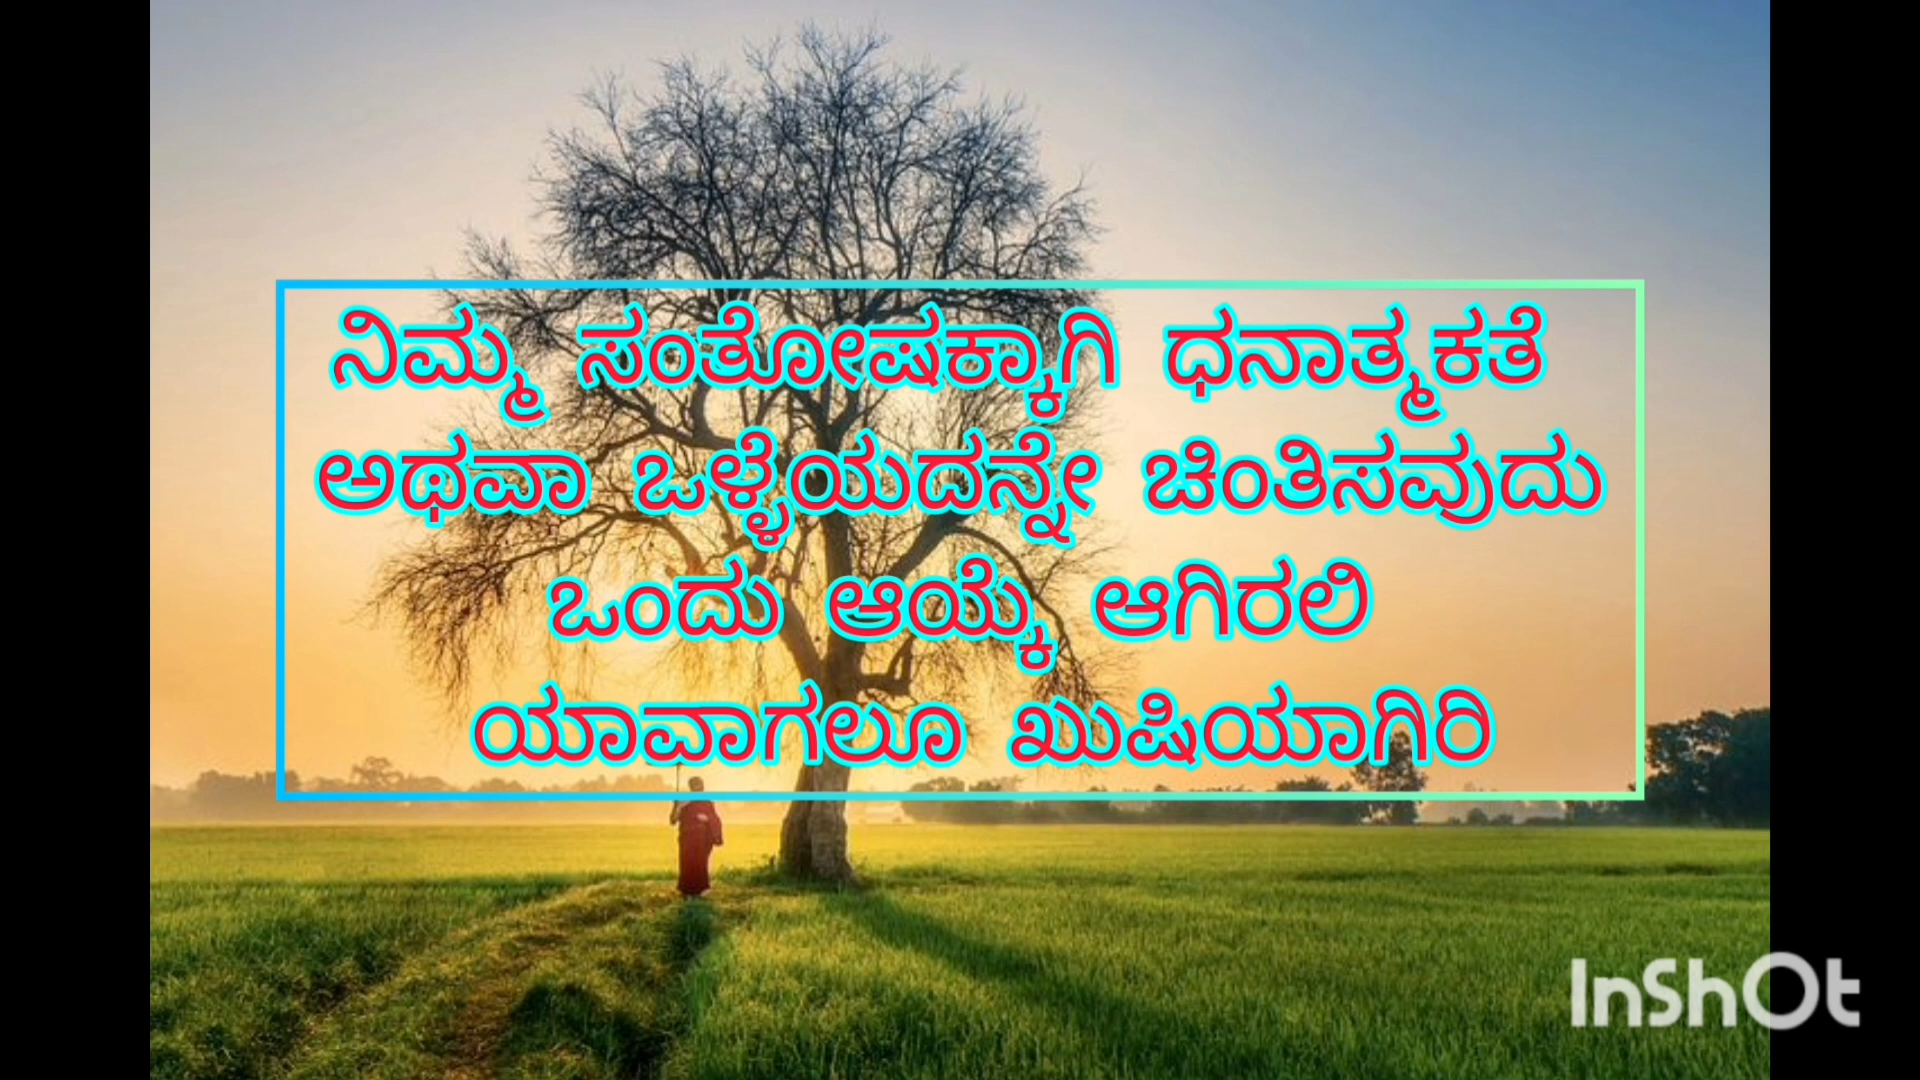 ನಿಮ್ಮ ಸಂತೋಷಕ್ಕಾಗಿ ಧನಾತ್ಮಕತೆ
ಅಥವಾ ಒಳ್ಳೆಯದನ್ನೇ ಚಿಂತಿಸವುದು
ಒಂದು ಆಯ್ಕೆ ಆಗಿರಲಿ
ಯಾವಾಗಲೂ ಖುಷಿಯಾಗಿರಿ
InShOt